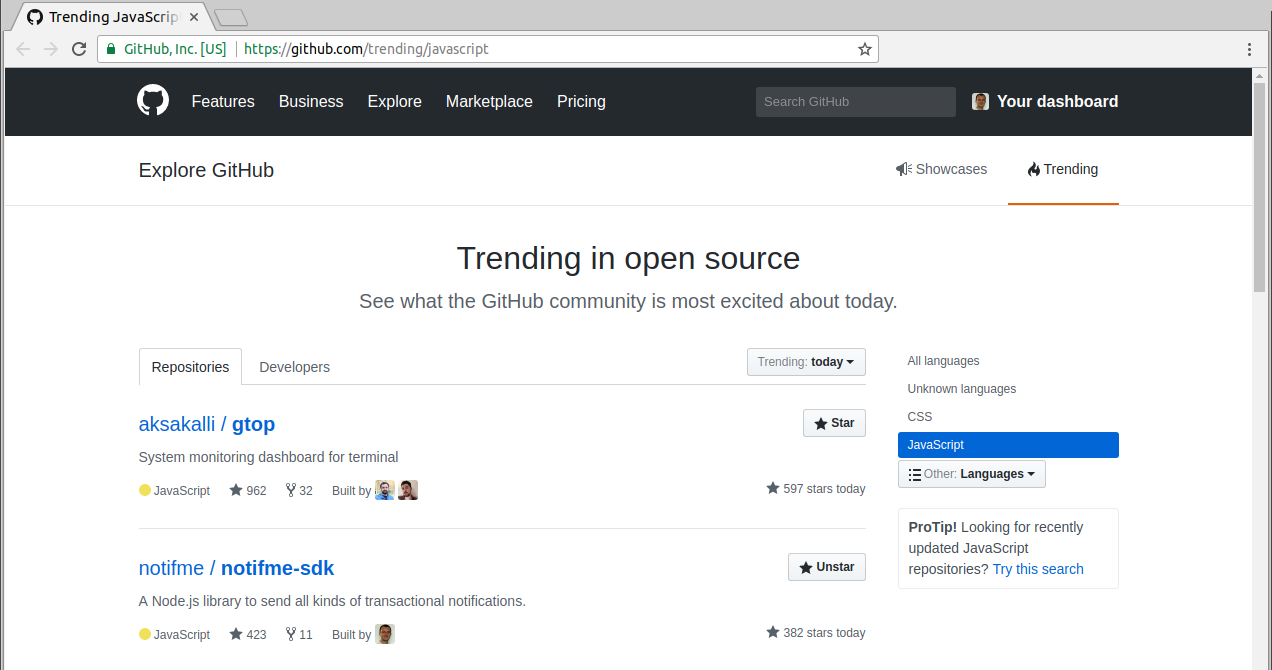 Trending JavaScrip
GitHub, Inc. [US] https://github.com/trending/javascript
Features Business Explore Marketplace Pricing Search GitHub Your dashboard
Explore GitHub Showcases Trending
Trending in open source
See what the GitHub community is most excited about today.
Repositories Developers Trending: today
aksakalli / gtop Star
System monitoring dashboard for terminal
JavaScript 962 32 Built by 597 stars today
notifme / notifme-sdk Unstar
A Node.js library to send all kinds of transactional notifications.
JavaScript 423 11 Built by 382 stars today
All languages
Unknown languages
CSS
JavaScript
Other: Languages
ProTip! Looking for recently
updated JavaScript
repositories? Try this search